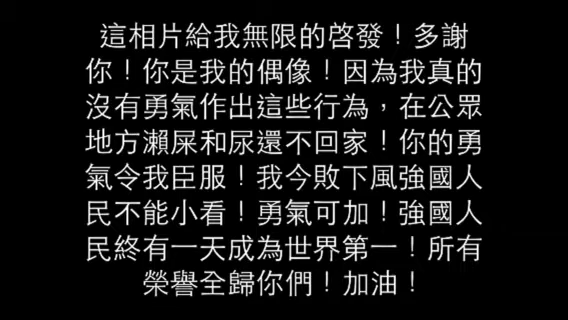 這相片給我無限的啓發！多謝
你！你是我的偶像！因為我真的
沒有勇氣作出這些行為，在公眾
地方瀨屎和尿還不回家！你的勇
氣令我臣服！我今敗下風強國人
民不能小看！勇氣可加！強國人
民終有一天成為世界第一！所有
榮譽全歸你們！加油！